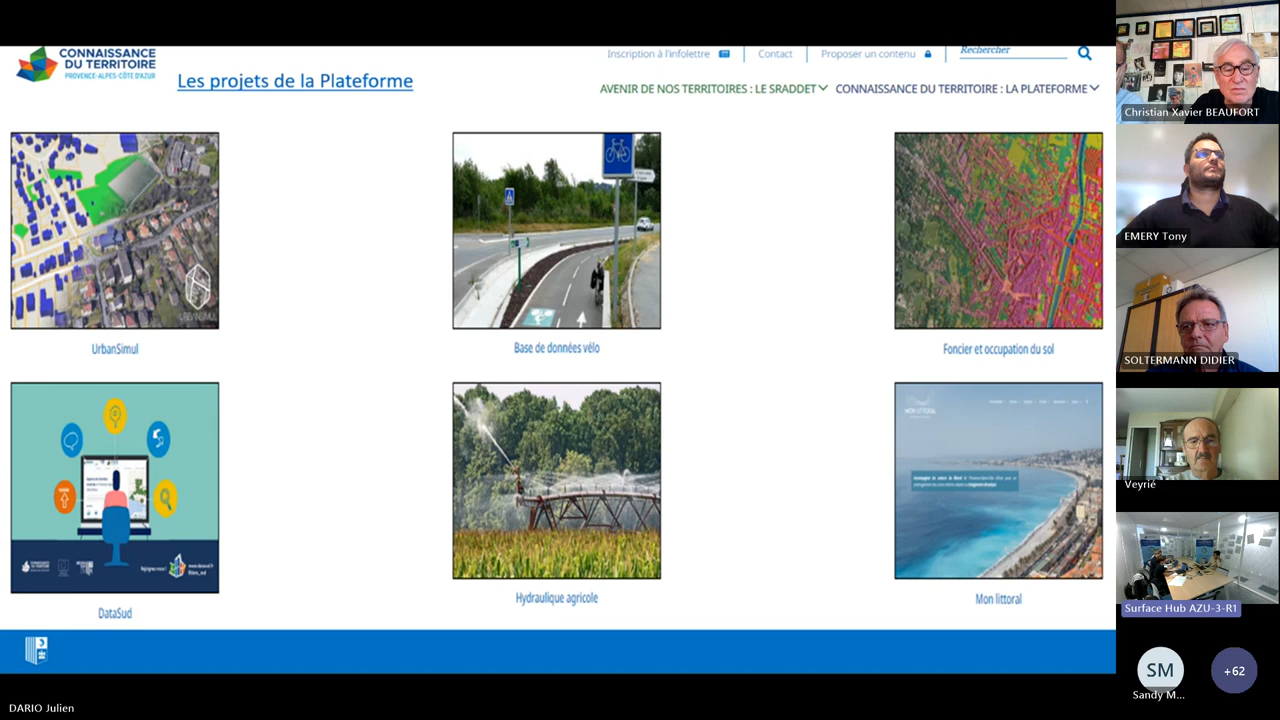 CONNAISSANCE
DU TERRITOIRE
PROVENCE-ALPES-CÔTE D'AZUR
Les projets de la Plateforme
Inscription à l'infolettre
Contact
Proposer un contenu
Rechercher
AVENIR DE NOS TERRITOIRES : LE SRADDET
CONNAISSANCE DU TERRITOIRE : LA PLATEFORME
UrbanSimul
Base de données vélo
Foncier et occupation du sol
MON LITTORAL
DataSud
Hydraulique agricole
Mon littoral
Christian Xavier BEAUFORT
EMERY Tony
SOLTERMANN DIDIER
Veyrié
Surface Hub AZU-3-R1
SM
Sandy M...
+62
DARIO Julien